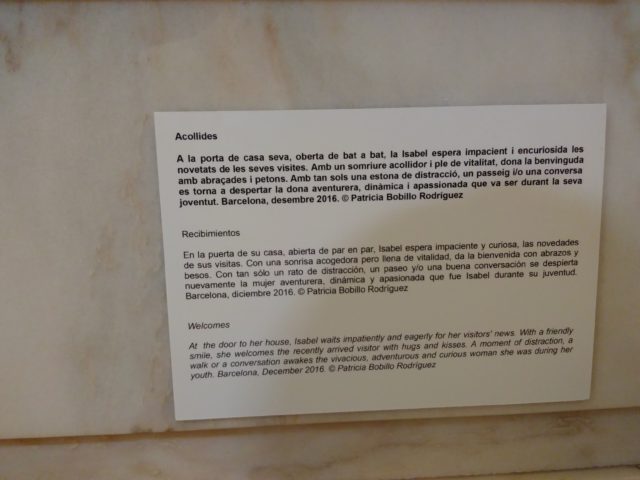 Acollides
A la porta de casa seva, oberta de bat a bat, la Isabel espera impacient i encuriosida les
novetats de les seves visites. Amb un somriure acollidor i ple de vitalitat, dona la benvinguda
amb abraçades i petons. Amb tan sols una estona de distracció, un passeig i/o una conversa
es torna a despertar la dona aventurera, dinàmica i apassionada que va ser durant la seva
joventut. Barcelona, desembre 2016. © Patricia Bobillo Rodríguez
Recibimientos
En la puerta de su casa, abierta de par en par, Isabel espera impaciente y curiosa, las novedades
de sus visitas. Con una sonrisa acogedora pero llena de vitalidad, da la bienvenida con abrazos y
besos. Con tan sólo un rato de distracción, un paseo y/o una buena conversación se despierta
nuevamente la mujer aventurera, dinámica y apasionada que fue Isabel durante su juventud.
Barcelona, diciembre 2016. © Patricia Bobillo Rodríguez
Welcomes
At the door to her house, Isabel waits impatiently and eagerly for her visitors' news. With a friendly
smile, she welcomes the recently arrived visitor with hugs and kisses. A moment of distraction, a
walk or a conversation awakes the vivacious, adventurous and curious woman she was during her
youth. Barcelona, December 2016. © Patricia Bobillo Rodríguez